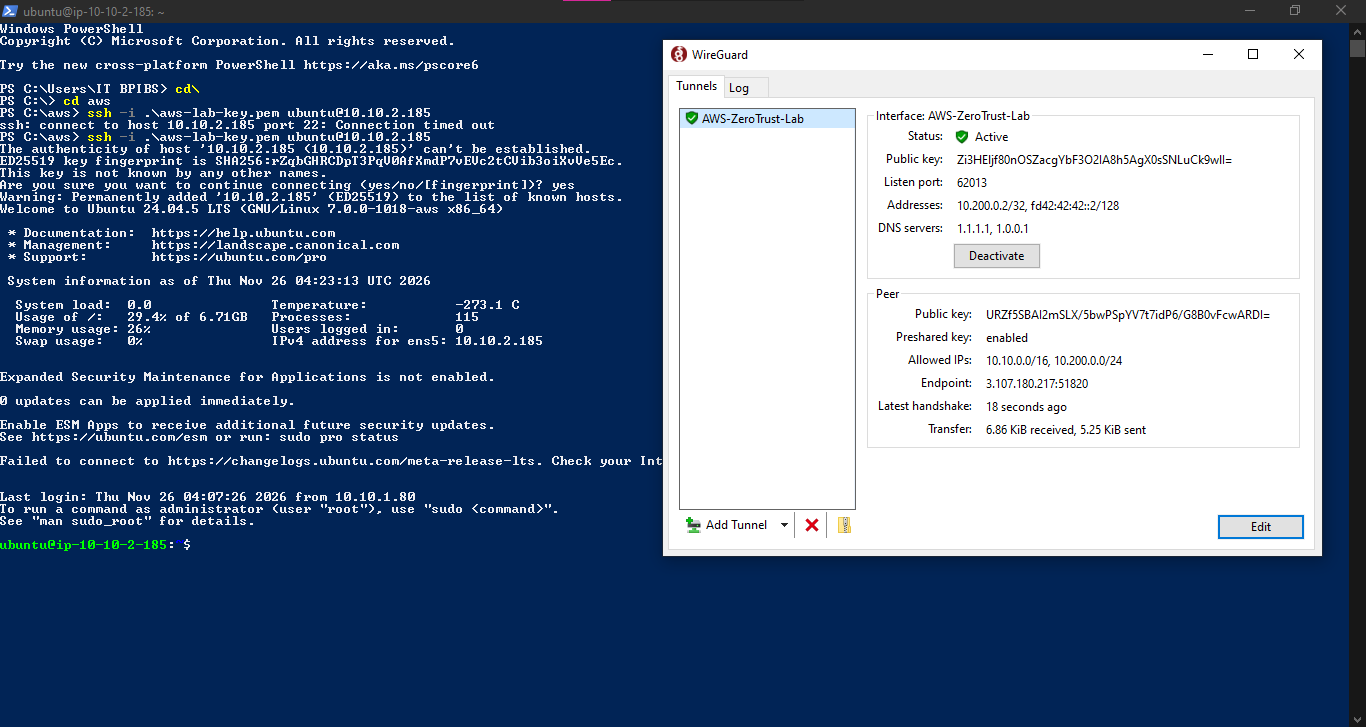 ubuntu@ip-10-10-2-185: ~
Windows PowerShell
Copyright (C) Microsoft Corporation. All rights reserved.
Try the new cross-platform PowerShell https://aka.ms/pscore6
PS C:\Users\IT BPIBS> cd\
PS C:\> cd aws
PS C:\aws> ssh -i .\aws-lab-key.pem ubuntu@10.10.2.185
ssh: connect to host 10.10.2.185 port 22: Connection timed out
PS C:\aws> ssh -i .\aws-lab-key.pem ubuntu@10.10.2.185
The authenticity of host '10.10.2.185 (10.10.2.185)' can't be established.
ED25519 key fingerprint is SHA256:rZqbGHRCDpT3PqV0AfXmdP7vEVc2tCVib3oiXvVe5Ec.
This key is not known by any other names.
Are you sure you want to continue connecting (yes/no/[fingerprint])? yes
Warning: Permanently added '10.10.2.185' (ED25519) to the list of known hosts.
Welcome to Ubuntu 24.04.5 LTS (GNU/Linux 7.0.0-1018-aws x86_64)
* Documentation: https://help.ubuntu.com
* Management: https://landscape.canonical.com
* Support: https://ubuntu.com/pro
System information as of Thu Nov 26 04:23:13 UTC 2026
System load: 0.0 Temperature: -273.1 C
Usage of /: 29.4% of 6.71GB Processes: 115
Memory usage: 26% Users logged in: 0
Swap usage: 0% IPv4 address for ens5: 10.10.2.185
Expanded Security Maintenance for Applications is not enabled.
0 updates can be applied immediately.
Enable ESM Apps to receive additional future security updates.
See https://ubuntu.com/esm or run: sudo pro status
Failed to connect to https://changelogs.ubuntu.com/meta-release-lts. Check your Int
Last login: Thu Nov 26 04:07:26 2026 from 10.10.1.80
To run a command as administrator (user "root"), use "sudo <command>".
See "man sudo_root" for details.
ubuntu@ip-10-10-2-185:~$
WireGuard
Tunnels Log
AWS-ZeroTrust-Lab
Interface: AWS-ZeroTrust-Lab
Status: Active
Public key: Zi3HEIjf80nOSZacgYbF3O2IA8h5AgX0sSNLuCk9wII=
Listen port: 62013
Addresses: 10.200.0.2/32, fd42:42:42::2/128
DNS servers: 1.1.1.1, 1.0.0.1
Deactivate
Peer
Public key: URZf5SBAI2mSLX/5bwPSpYV7t7idP6/G8B0vFcwARDI=
Preshared key: enabled
Allowed IPs: 10.10.0.0/16, 10.200.0.0/24
Endpoint: 3.107.180.217:51820
Latest handshake: 18 seconds ago
Transfer: 6.86 KiB received, 5.25 KiB sent
Add Tunnel
Edit